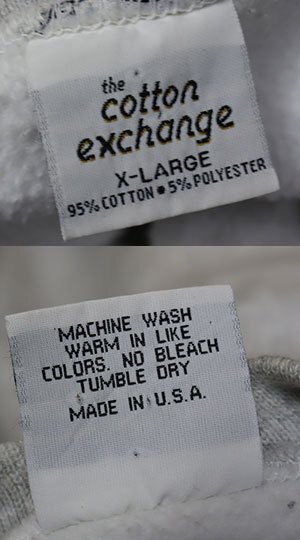 the
cotton
exchange
X-LARGE
95% COTTON • 5% POLYESTER
MACHINE WASH
WARM IN LIKE
COLORS. NO BLEACH
TUMBLE DRY
MADE IN U.S.A.